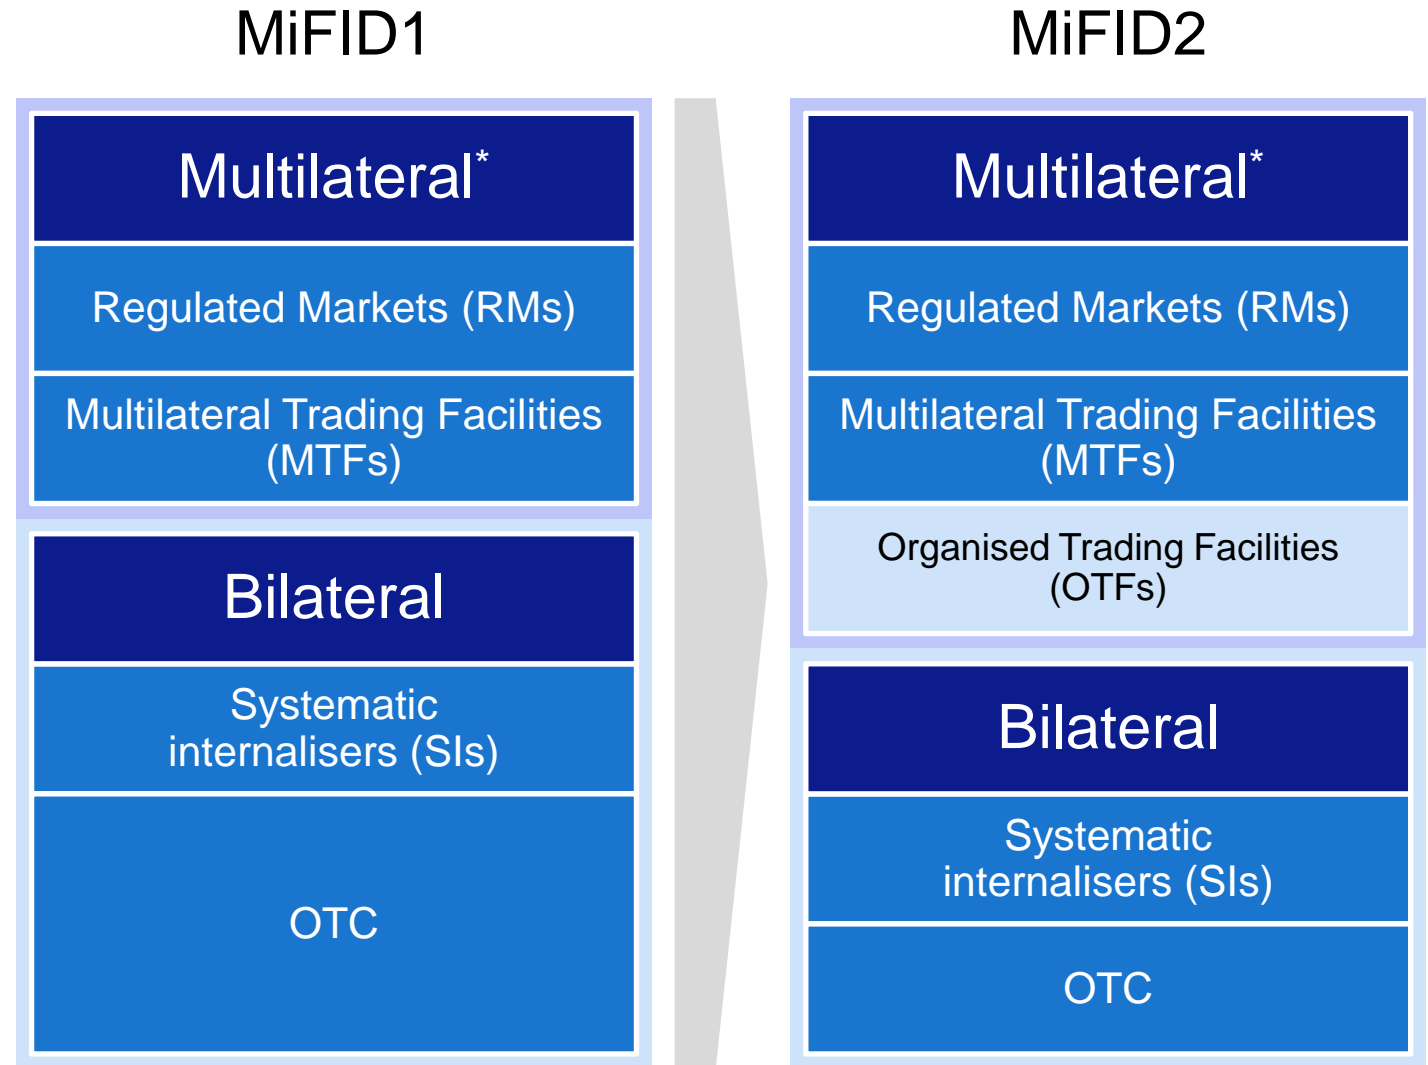 MiFID1
Multilateral*
Regulated Markets (RMs)
Multilateral Trading Facilities
(MTFs)
Bilateral
Systematic
internalisers (SIs)
OTC
MiFID2
Multilateral*
Regulated Markets (RMs)
Multilateral Trading Facilities
(MTFs)
Organised Trading Facilities
(OTFs)
Bilateral
Systematic
internalisers (SIs)
OTC